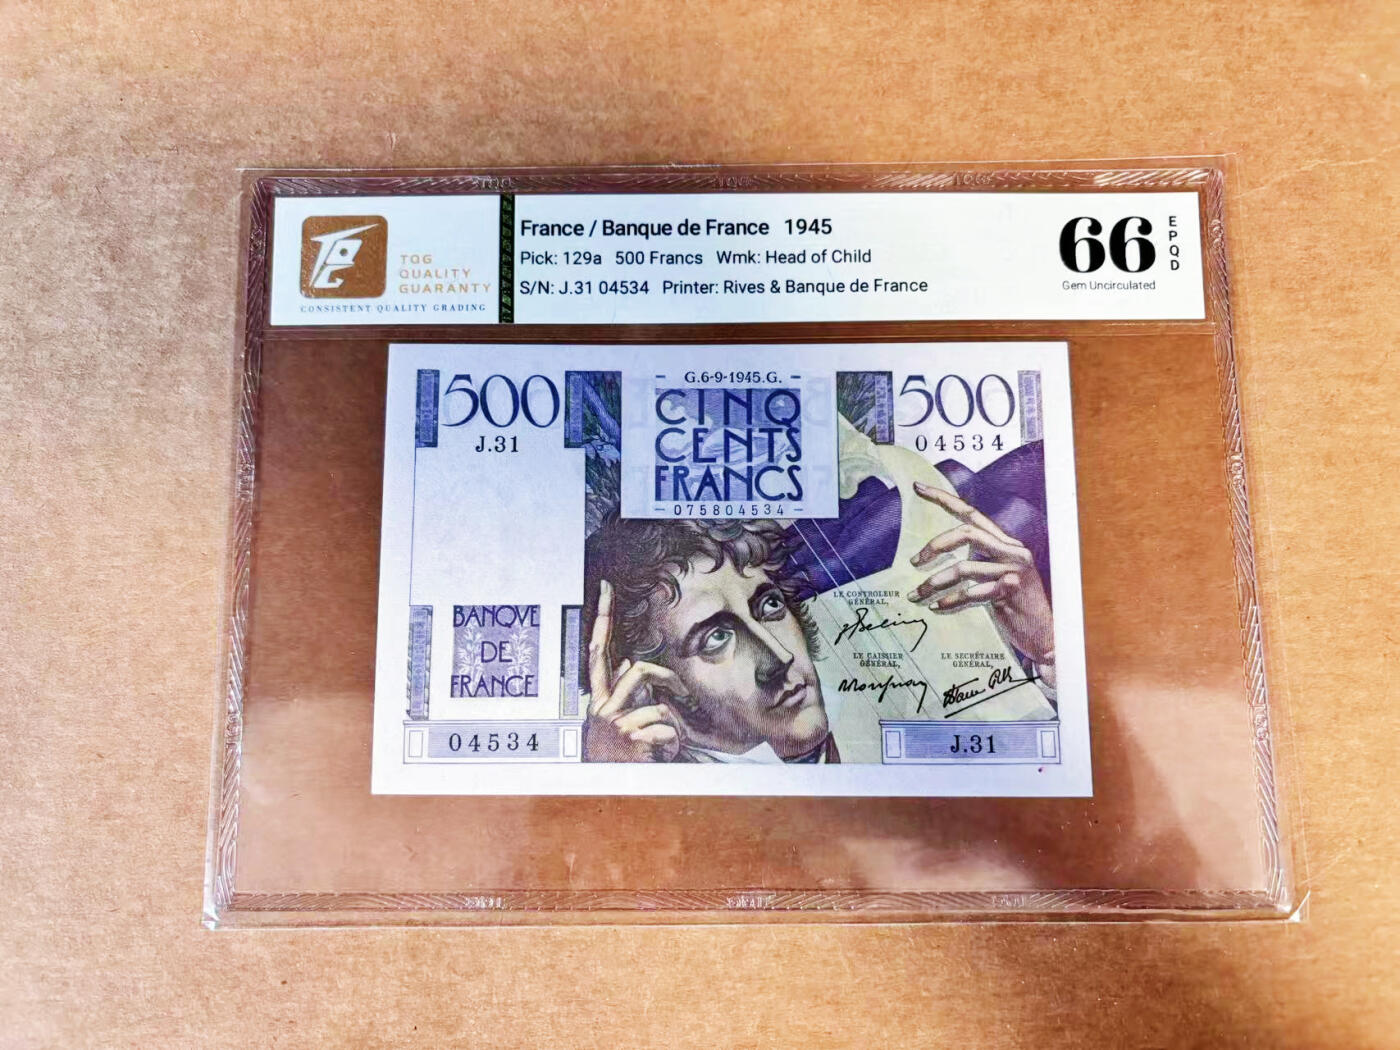 TQG
QUALITY
GUARANTY
CONSISTENT QUALITY GRADING
France / Banque de France 1945
Pick: 129a 500 Francs Wmk: Head of Child
S/N: J.31 04534 Printer: Rives & Banque de France
66
EPQD
Gem Uncirculated
500
J.31
G.6-9-1945.G.
CINQ
CENTS
FRANCS
075804534
500
04534
LE CONTROLEUR
GÉNÉRAL,
LE CAISSIER
GÉNÉRAL,
LE SECRÉTAIRE
GÉNÉRAL,
BANQVE
DE
FRANCE
04534
J.31